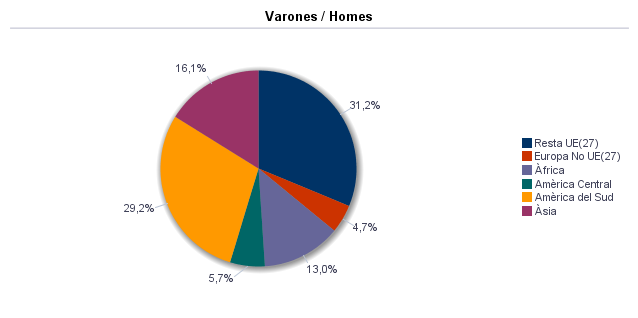 Varones / Homes
16,1%
31,2%
29,2%
4,7%
13,0%
5,7%
Resta UE(27)
Europa No UE(27)
Àfrica
Amèrica Central
Amèrica del Sud
Àsia